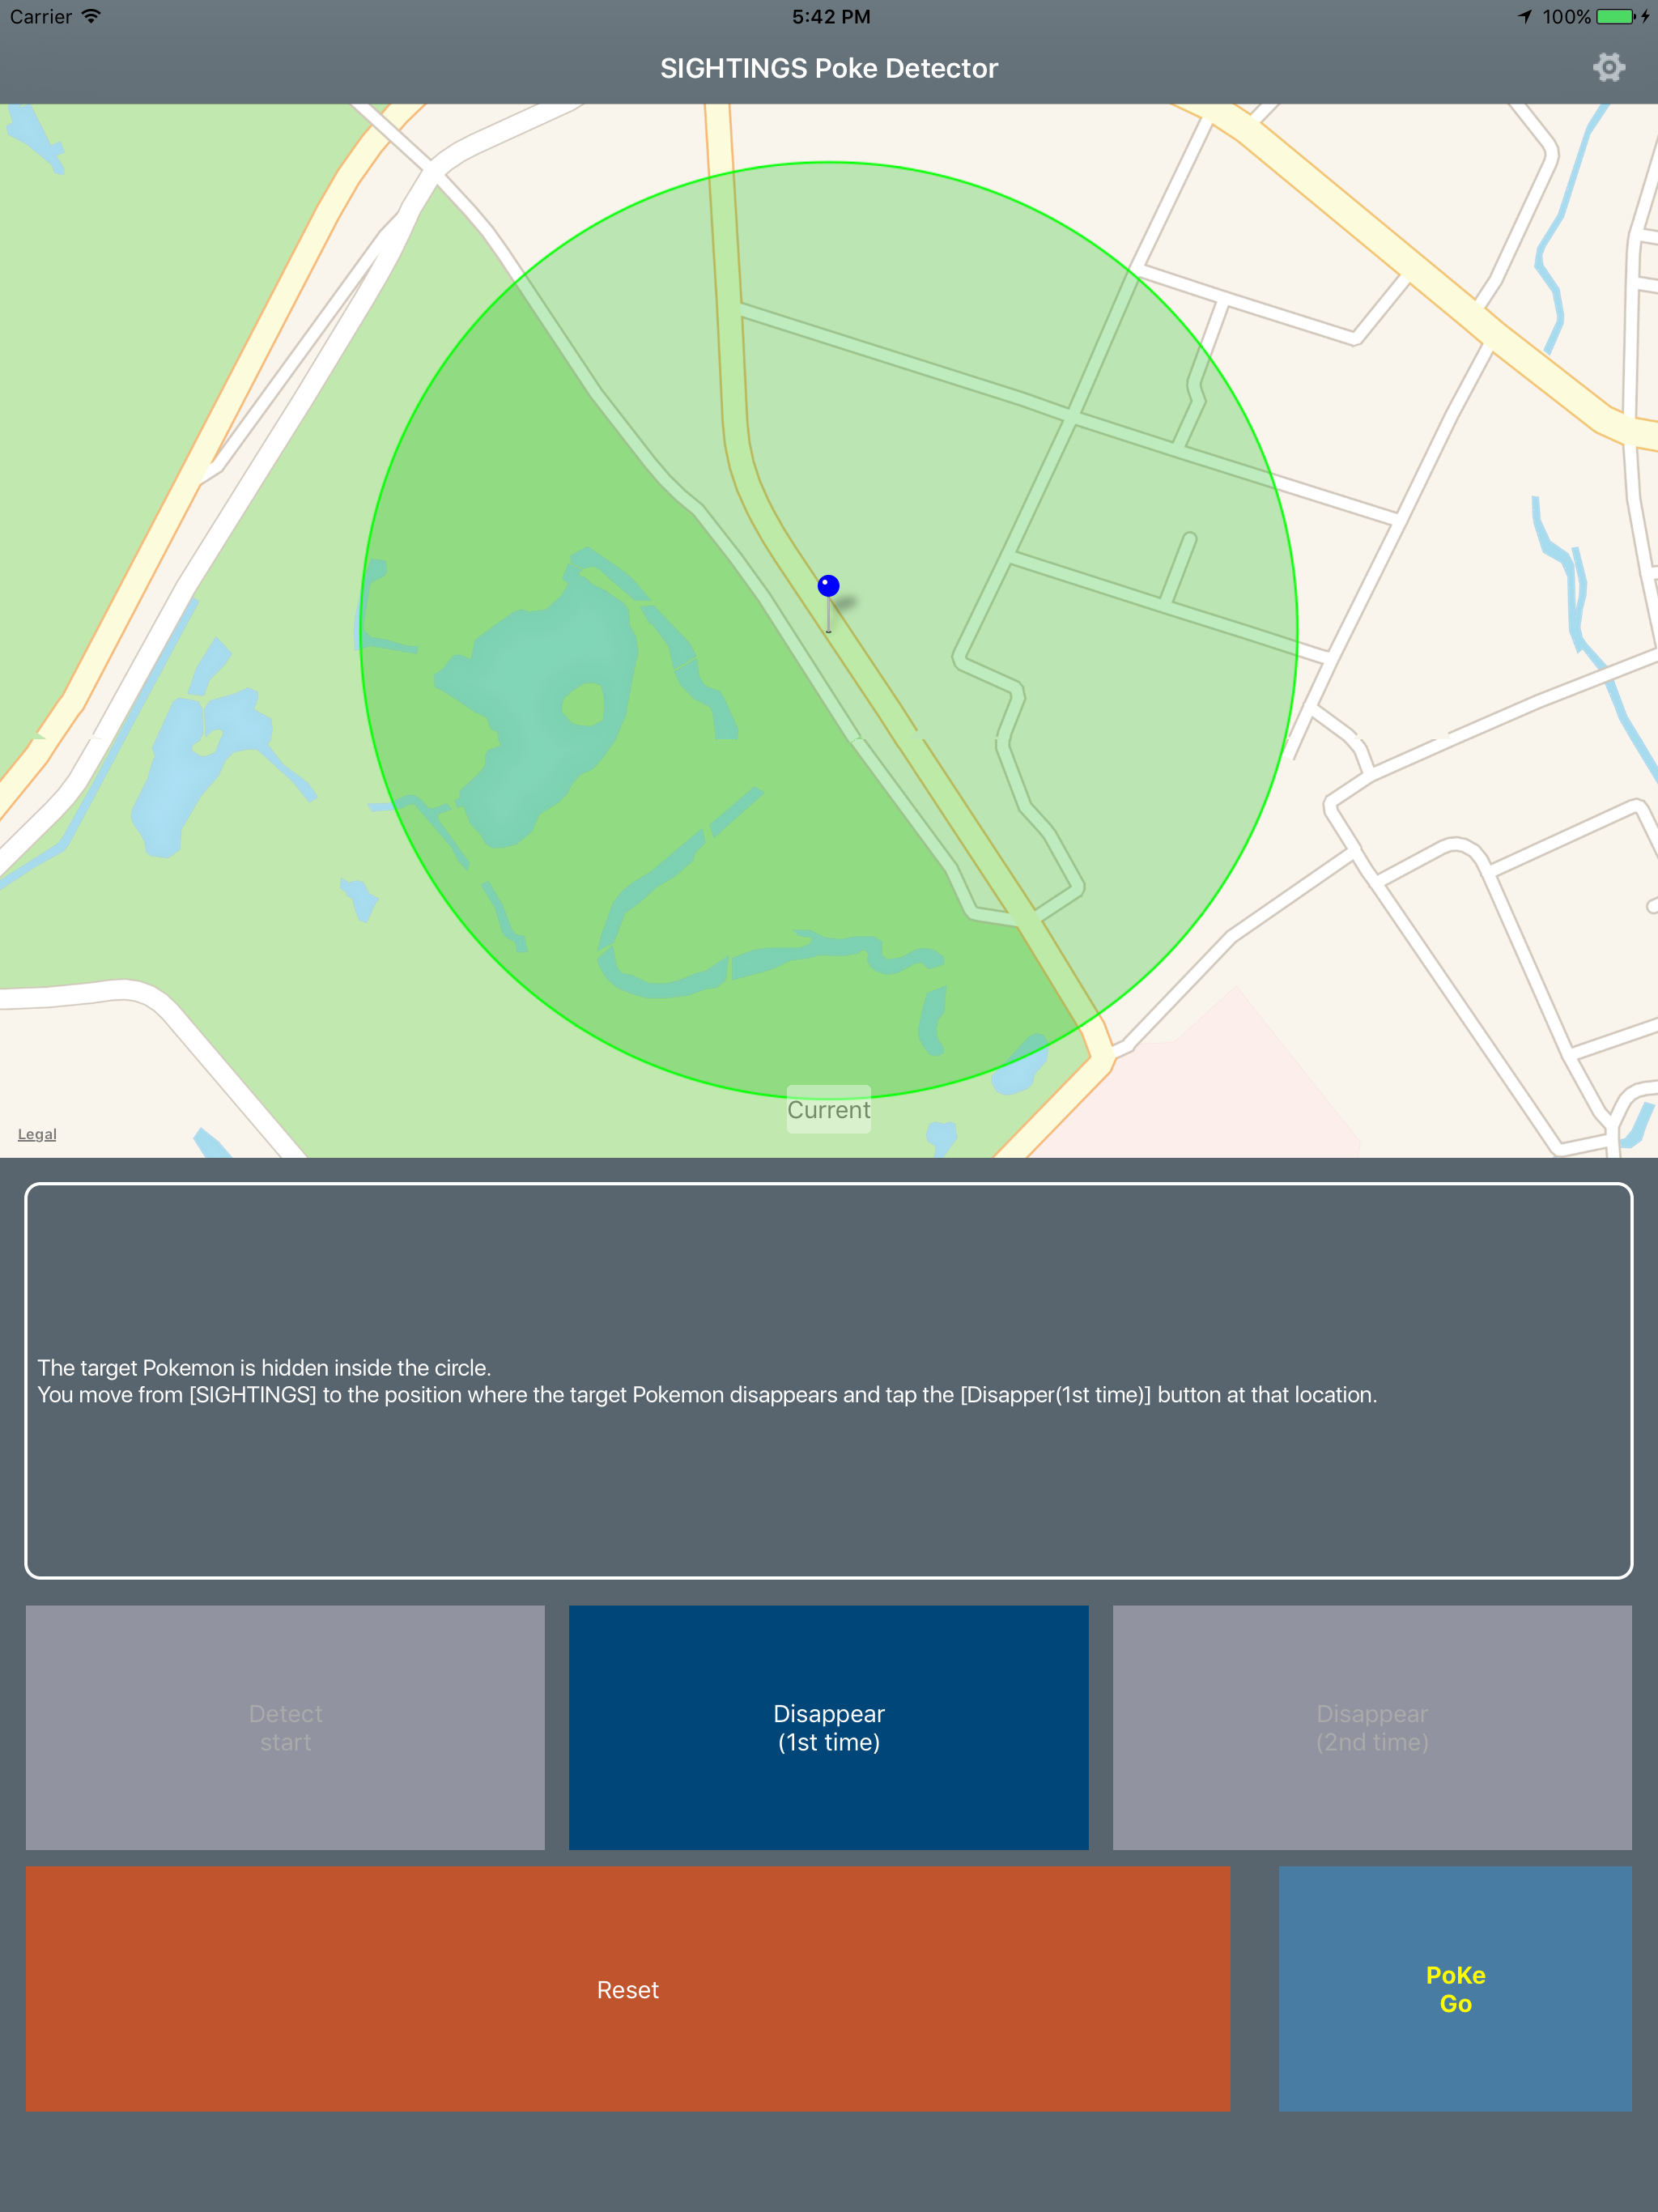 Carrier 5:42 PM 100%
SIGHTINGS Poke Detector
Current
Legal
The target Pokemon is hidden inside the circle.
You move from [SIGHTINGS] to the position where the target Pokemon disappears and tap the [Disapper(1st time)] button at that location.
Detect
start
Disappear
(1st time)
Disappear
(2nd time)
Reset
PoKe
Go